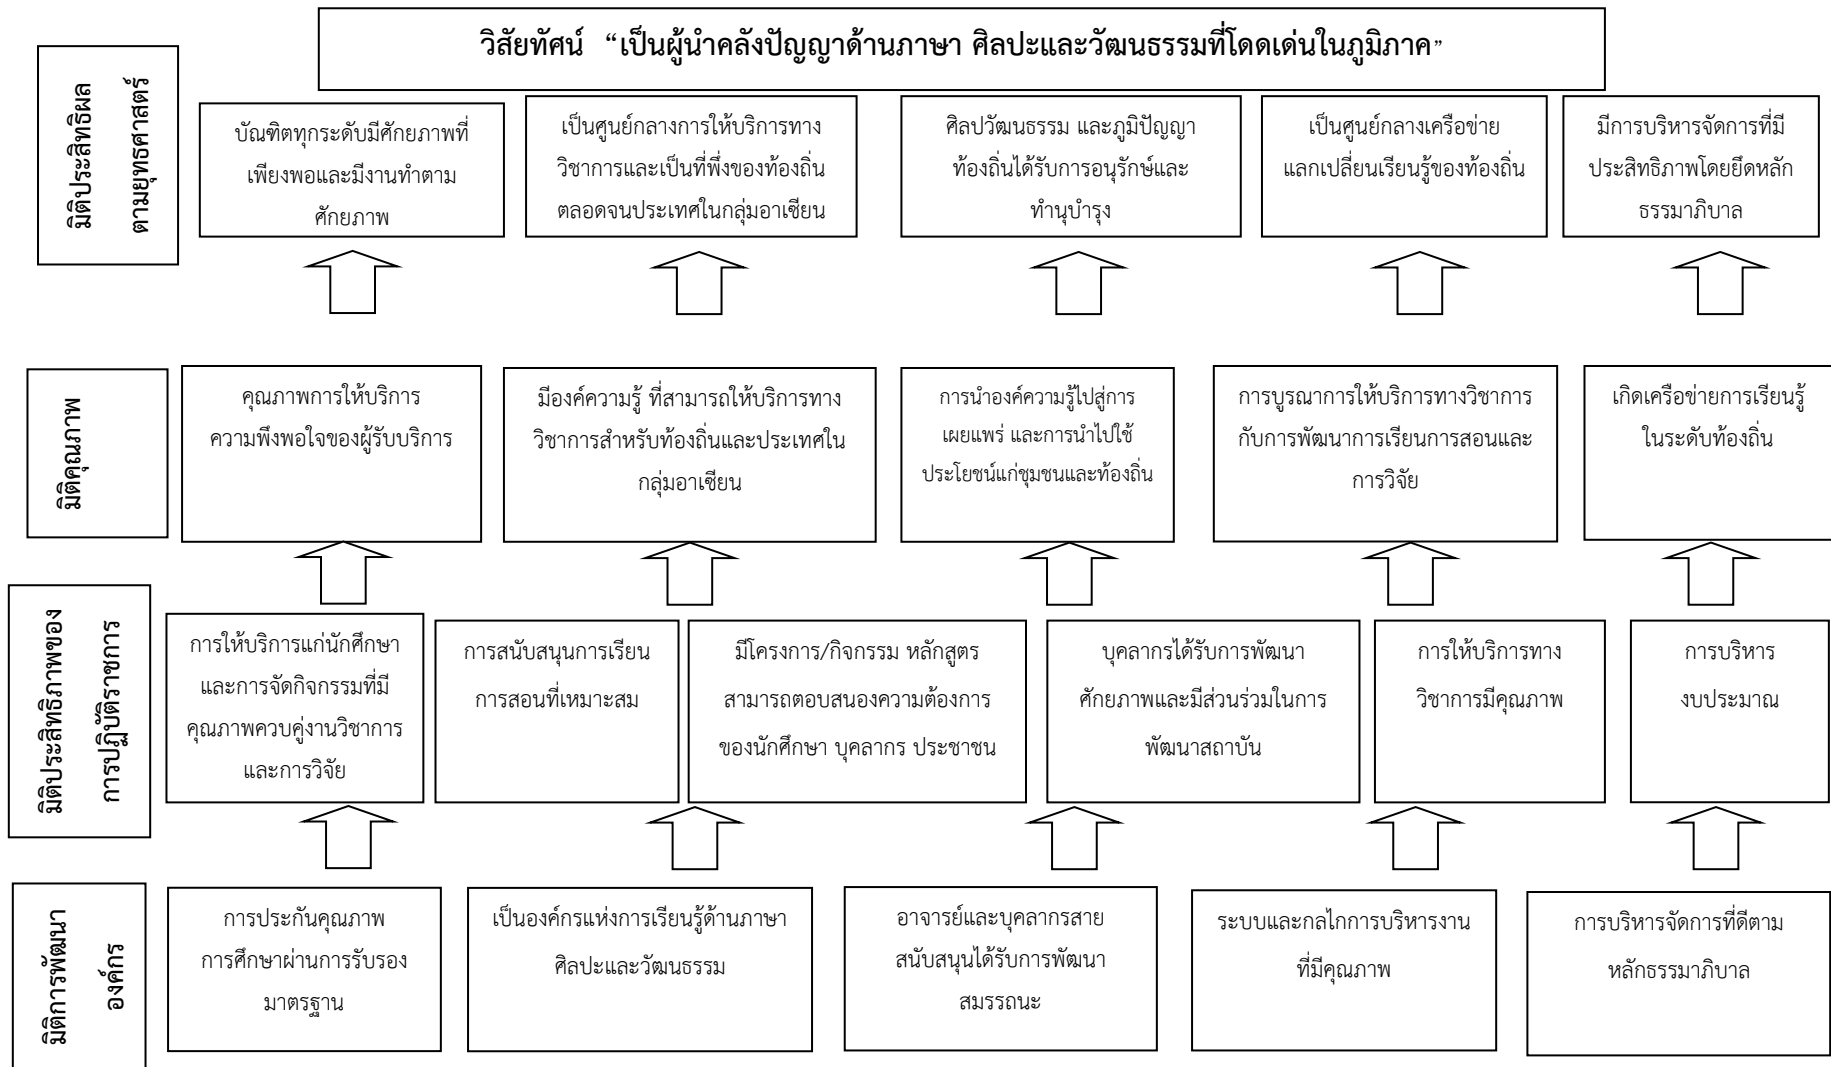 วิสัยทัศน์ “เป็นผู้นำคลังปัญญาด้านภาษา ศิลปะและวัฒนธรรมที่โดดเด่นในภูมิภาค”
มิติประสิทธิผล
ตามยุทธศาสตร์
บัณฑิตทุกระดับมีศักยภาพที่
เพียงพอและมีงานทำตาม
ศักยภาพ
เป็นศูนย์กลางการให้บริการทาง
วิชาการและเป็นที่พึ่งของท้องถิ่น
ตลอดจนประเทศในกลุ่มอาเซียน
ศิลปวัฒนธรรม และภูมิปัญญา
ท้องถิ่นได้รับการอนุรักษ์และ
ทำนุบำรุง
เป็นศูนย์กลางเครือข่าย
แลกเปลี่ยนเรียนรู้ของท้องถิ่น
มีการบริหารจัดการที่มี
ประสิทธิภาพโดยยึดหลัก
ธรรมาภิบาล
มิติคุณภาพ
คุณภาพการให้บริการ
ความพึงพอใจของผู้รับบริการ
มีองค์ความรู้ ที่สามารถให้บริการทาง
วิชาการสำหรับท้องถิ่นและประเทศใน
กลุ่มอาเซียน
การนำองค์ความรู้ไปสู่การ
เผยแพร่ และการนำไปใช้
ประโยชน์แก่ชุมชนและท้องถิ่น
การบูรณาการให้บริการทางวิชาการ
กับการพัฒนาการเรียนการสอนและ
การวิจัย
เกิดเครือข่ายการเรียนรู้
ในระดับท้องถิ่น
มิติประสิทธิภาพของ
การปฏิบัติราชการ
การให้บริการแก่นักศึกษา
และการจัดกิจกรรมที่มี
คุณภาพควบคู่งานวิชาการ
และการวิจัย
การสนับสนุนการเรียน
การสอนที่เหมาะสม
มีโครงการ/กิจกรรม หลักสูตร
สามารถตอบสนองความต้องการ
ของนักศึกษา บุคลากร ประชาชน
บุคลากรได้รับการพัฒนา
ศักยภาพและมีส่วนร่วมในการ
พัฒนาสถาบัน
การให้บริการทาง
วิชาการมีคุณภาพ
การบริหาร
งบประมาณ
มิติการพัฒนา
องค์กร
การประกันคุณภาพ
การศึกษาผ่านการรับรอง
มาตรฐาน
เป็นองค์กรแห่งการเรียนรู้ด้านภาษา
ศิลปะและวัฒนธรรม
อาจารย์และบุคลากรสาย
สนับสนุนได้รับการพัฒนา
สมรรถนะ
ระบบและกลไกการบริหารงาน
ที่มีคุณภาพ
การบริหารจัดการที่ดีตาม
หลักธรรมาภิบาล